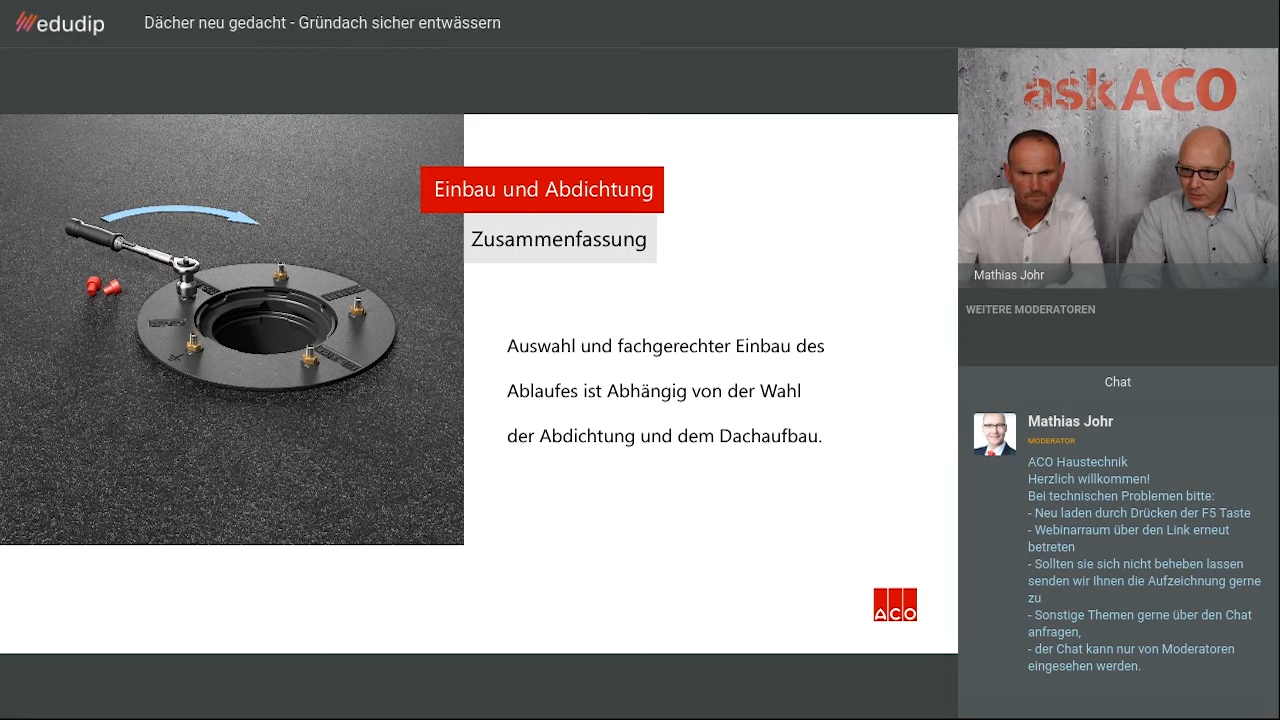 edudip
Dächer neu gedacht - Gründach sicher entwässern
askACO
Mathias Johr
WEITERE MODERATOREN
Chat
Mathias Johr
MODERATOR
ACO Haustechnik
Herzlich willkommen!
Bei technischen Problemen bitte:
- Neu laden durch Drücken der F5 Taste
- Webinarraum über den Link erneut
betreten
- Sollten sie sich nicht beheben lassen
senden wir Ihnen die Aufzeichnung gerne
zu
- Sonstige Themen gerne über den Chat
anfragen,
- der Chat kann nur von Moderatoren
eingesehen werden.
Einbau und Abdichtung
Zusammenfassung
Auswahl und fachgerechter Einbau des
Ablaufes ist Abhängig von der Wahl
der Abdichtung und dem Dachaufbau.
ACO